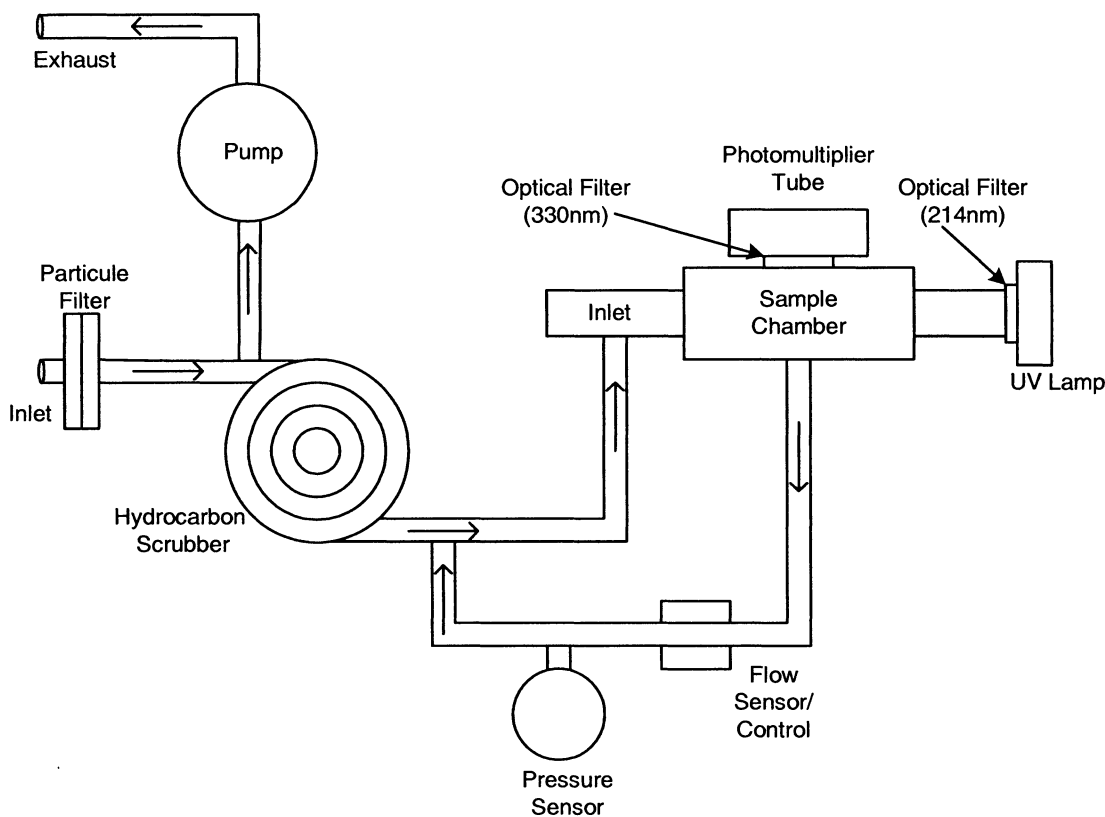 Exhaust
Pump
Photomultiplier
Tube
Optical Filter
(330nm)
Optical Filter
(214nm)
Particule
Filter
Inlet
Sample
Chamber
UV Lamp
Inlet
Hydrocarbon
Scrubber
Flow
Sensor/
Control
Pressure
Sensor